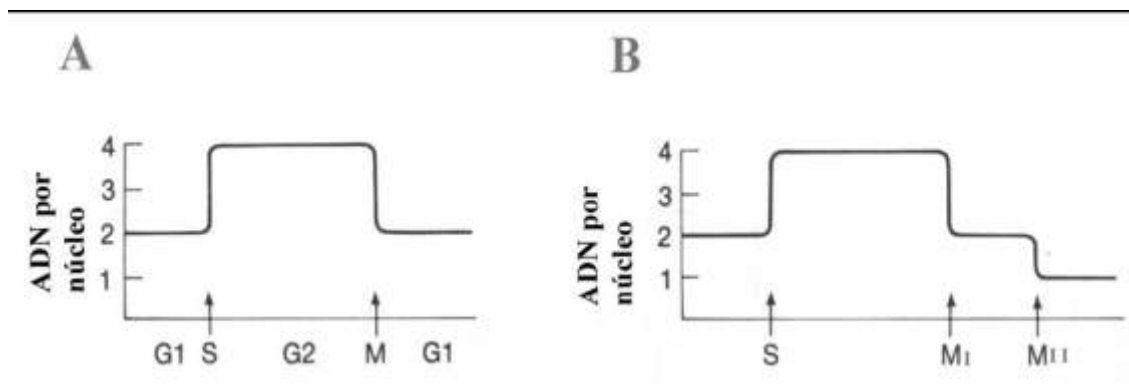 A
B
ADN por
núcleo
4
3
2
1
G1 S G2 M G1
ADN por
núcleo
4
3
2
1
S MI MII